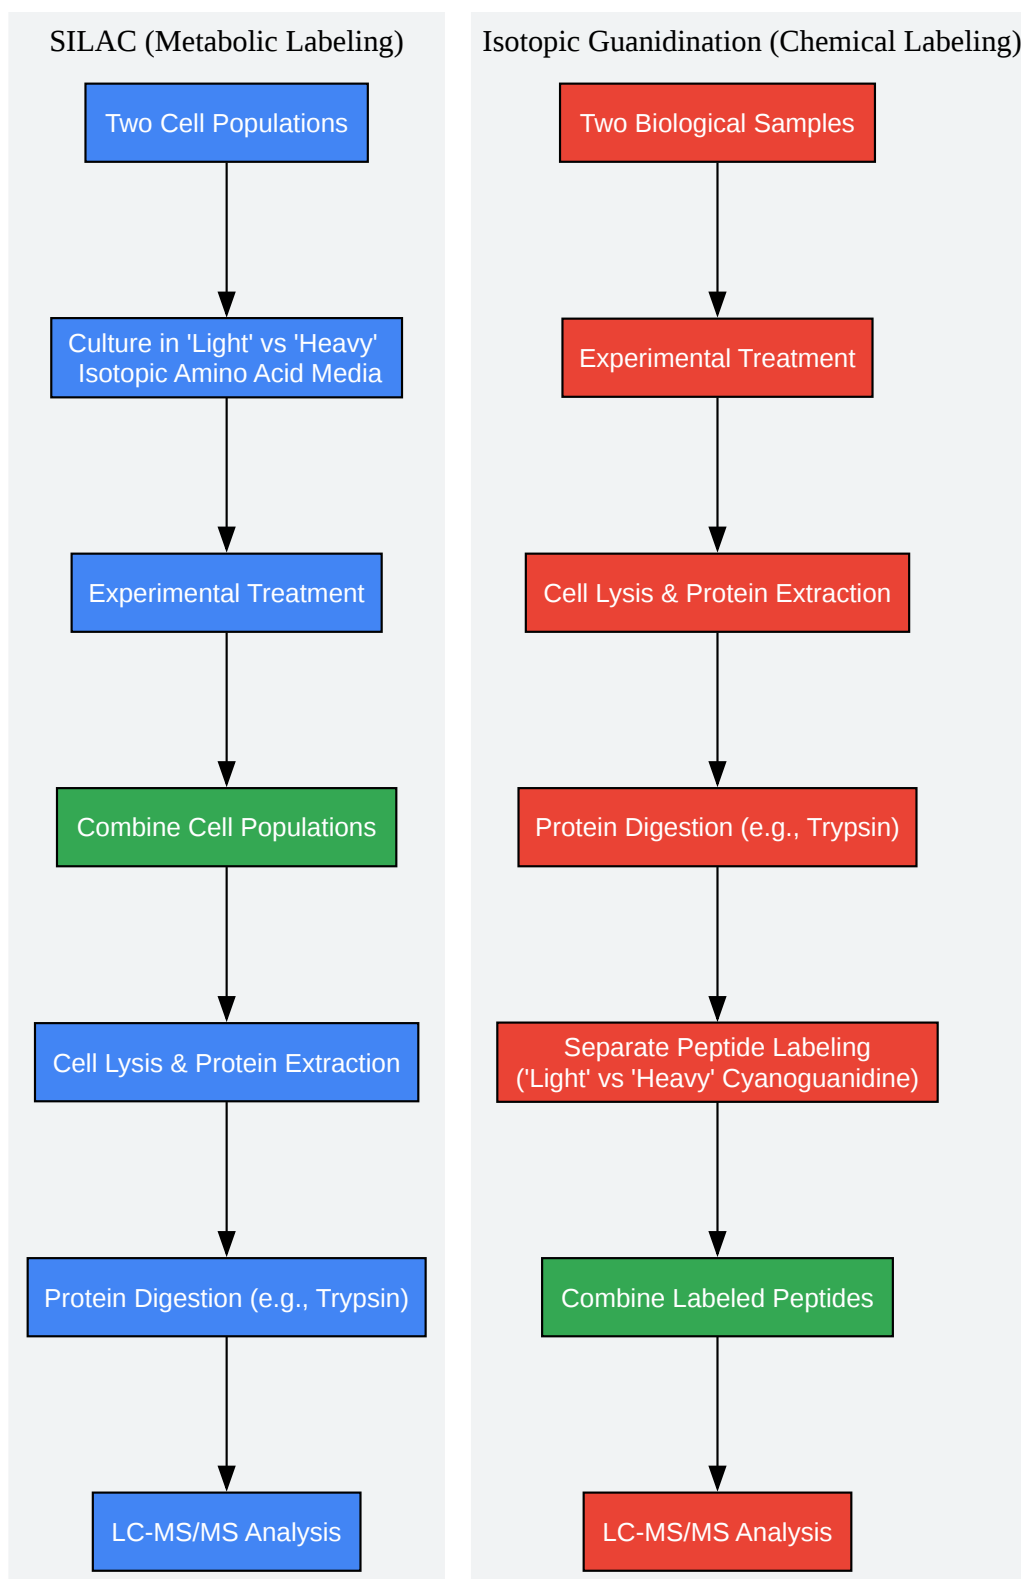 SILAC (Metabolic Labeling)
Two Cell Populations
Culture in 'Light' vs 'Heavy'
Isotopic Amino Acid Media
Experimental Treatment
Combine Cell Populations
Cell Lysis & Protein Extraction
Protein Digestion (e.g., Trypsin)
LC-MS/MS Analysis
Isotopic Guanidination (Chemical Labeling)
Two Biological Samples
Experimental Treatment
Cell Lysis & Protein Extraction
Protein Digestion (e.g., Trypsin)
Separate Peptide Labeling
('Light' vs 'Heavy' Cyanoguanidine)
Combine Labeled Peptides
LC-MS/MS Analysis